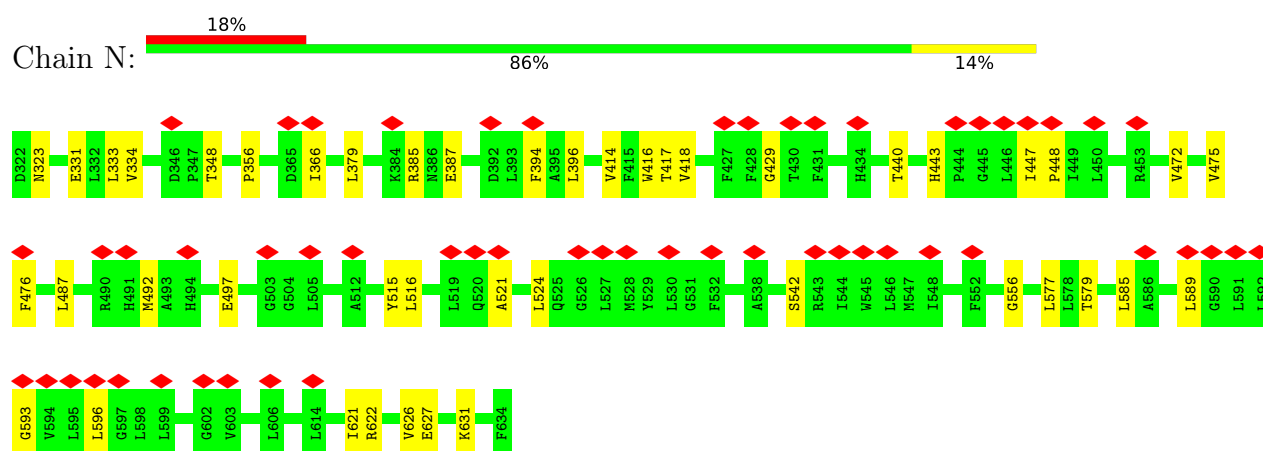 18%
Chain N:
86% 14%
D322 N323 E331 L332 L333 V334 D346 P347 T348 P356 D365 I366 L379 K384 R385 N386 E387 D392 L393 F394 A395 L396 V414 F415 W416 T417 V418 F427 F428 G429 T430 F431 H434 T440 H443 P444 G445 L446 I447 P448 I449 L450 R453 V472 V475
F476 L487 R490 H491 M492 A493 H494 E497 G503 G504 L505 A512 Y515 L516 L519 Q520 A521 L524 Q525 G526 L527 M528 Y529 L530 G531 F532 A538 S542 R543 I544 W545 L546 M547 I548 F552 G556 L577 L578 T579 L585 A586 L589 G590 L591 L592
G593 V594 L595 L596 G597 L598 L599 G602 V603 L606 L614 I621 R622 V626 E627 K631 F634